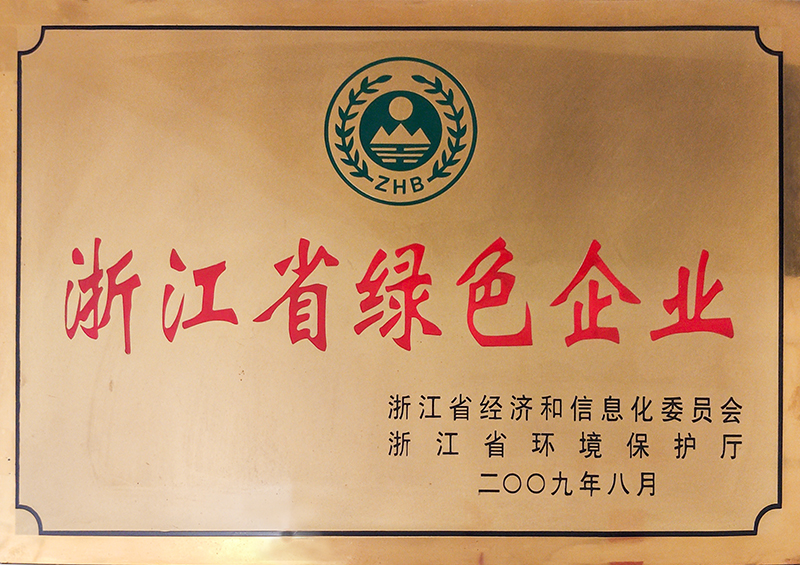 ZHB
浙江省绿色企业
浙江省经济和信息化委员会
浙江省环境保护厅
二〇〇九年八月